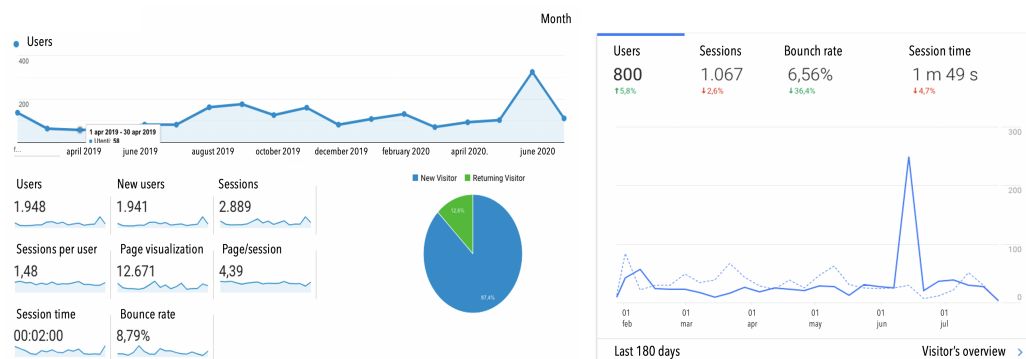 Month
Users
400
200
1 apr 2019 - 30 apr 2019
Utenti: 58
f...
april 2019
june 2019
august 2019
october 2019
december 2019
february 2020
april 2020.
june 2020
Users
New users
Sessions
1.948
1.941
2.889
Sessions per user
Page visualization
Page/session
1,48
12.671
4,39
Session time
Bounce rate
00:02:00
8,79%
New Visitor
Returning Visitor
12,6%
97,4%
Users
Sessions
Bounch rate
Session time
800
1.067
6,56%
1 m 49 s
↑5,8%
↓2,6%
↓36,4%
↓4,7%
300
200
100
0
01
feb
01
mar
01
apr
01
may
01
jun
01
jul
Last 180 days
Visitor's overview